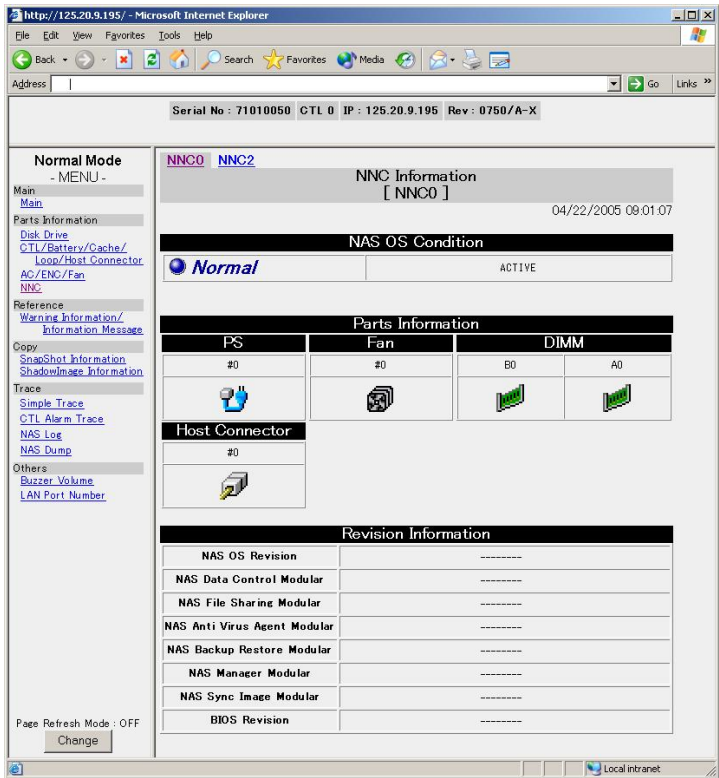 http://125.20.9.195/ - Microsoft Internet Explorer
File Edit View Favorites Tools Help
Back Search Favorites Media
Address Go Links »
Serial No : 71010050 CTL 0 IP : 125.20.9.195 Rev : 0750/A-X
Normal Mode
- MENU -
Main
Main
Parts Information
Disk Drive
CTL/Battery/Cache/
Loop/Host Connector
AC/ENC/Fan
NNC
Reference
Warning Information/
Information Message
Copy
SnapShot Information
ShadowImage Information
Trace
Simple Trace
CTL Alarm Trace
NAS Log
NAS Dump
Others
Buzzer Volume
LAN Port Number
Page Refresh Mode : OFF
Change
NNC0 NNC2
NNC Information
[ NNC0 ]
04/22/2005 09:01:07
NAS OS Condition
Normal ACTIVE
Parts Information
PS Fan DIMM
#0 #0 B0 A0
Host Connector
#0
Revision Information
NAS OS Revision --------
NAS Data Control Modular --------
NAS File Sharing Modular --------
NAS Anti Virus Agent Modular --------
NAS Backup Restore Modular --------
NAS Manager Modular --------
NAS Sync Image Modular --------
BIOS Revision --------
Local intranet